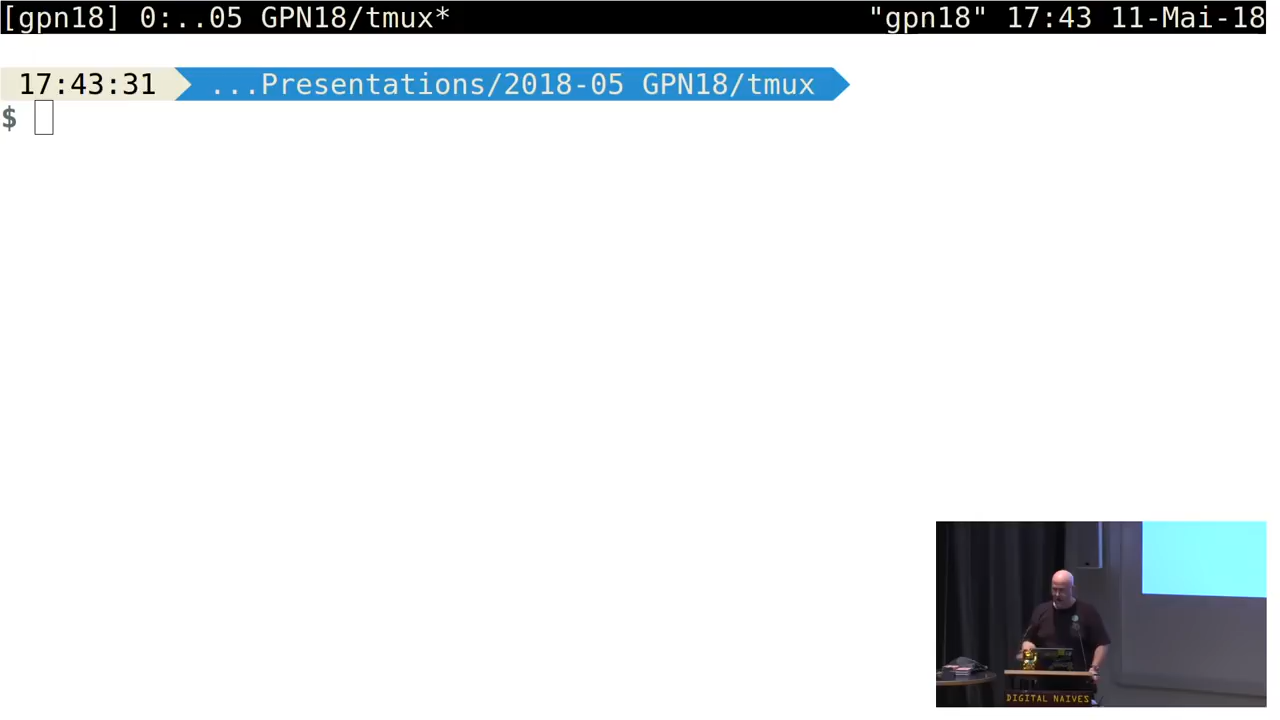 [gpn18] 0:..05 GPN18/tmux* "gpn18" 17:43 11-Mai-18
17:43:31 ...Presentations/2018-05 GPN18/tmux
$
DIGITAL NAIVES